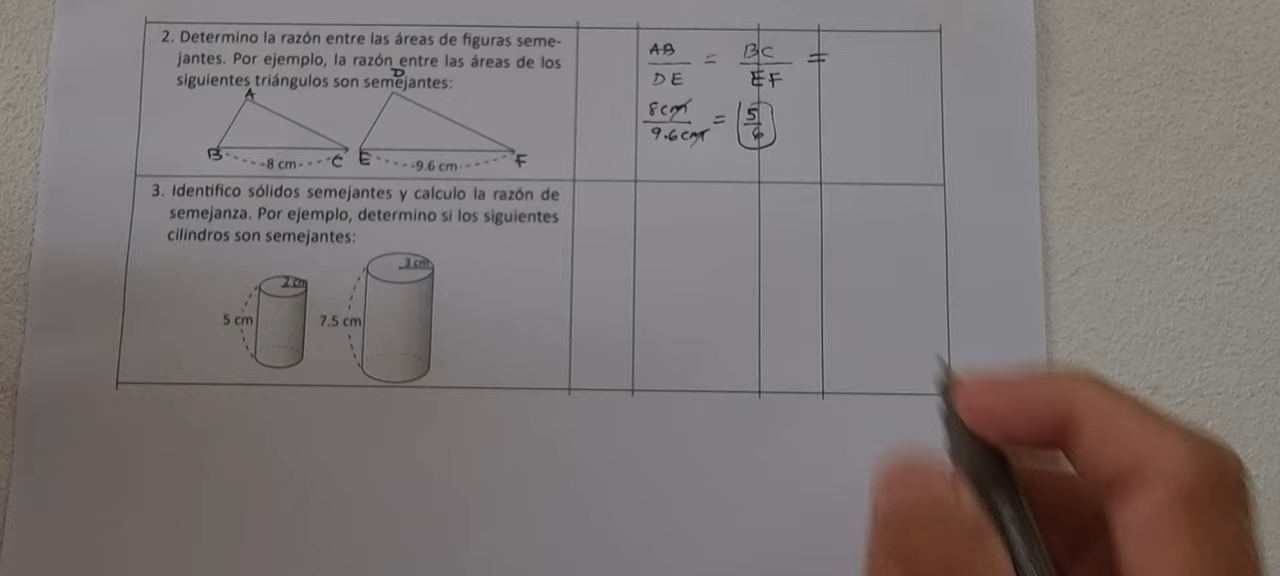 2. Determino la razón entre las áreas de figuras seme-
jantes. Por ejemplo, la razón entre las áreas de los
siguientes triángulos son semejantes:
A
D
B
8 cm
C
E
9.6 cm
F
AB = BC =
DE EF
8cm = 5
9.6cm 6
3. Identifico sólidos semejantes y calculo la razón de
semejanza. Por ejemplo, determino si los siguientes
cilindros son semejantes:
2 cm
3 cm
5 cm
7.5 cm